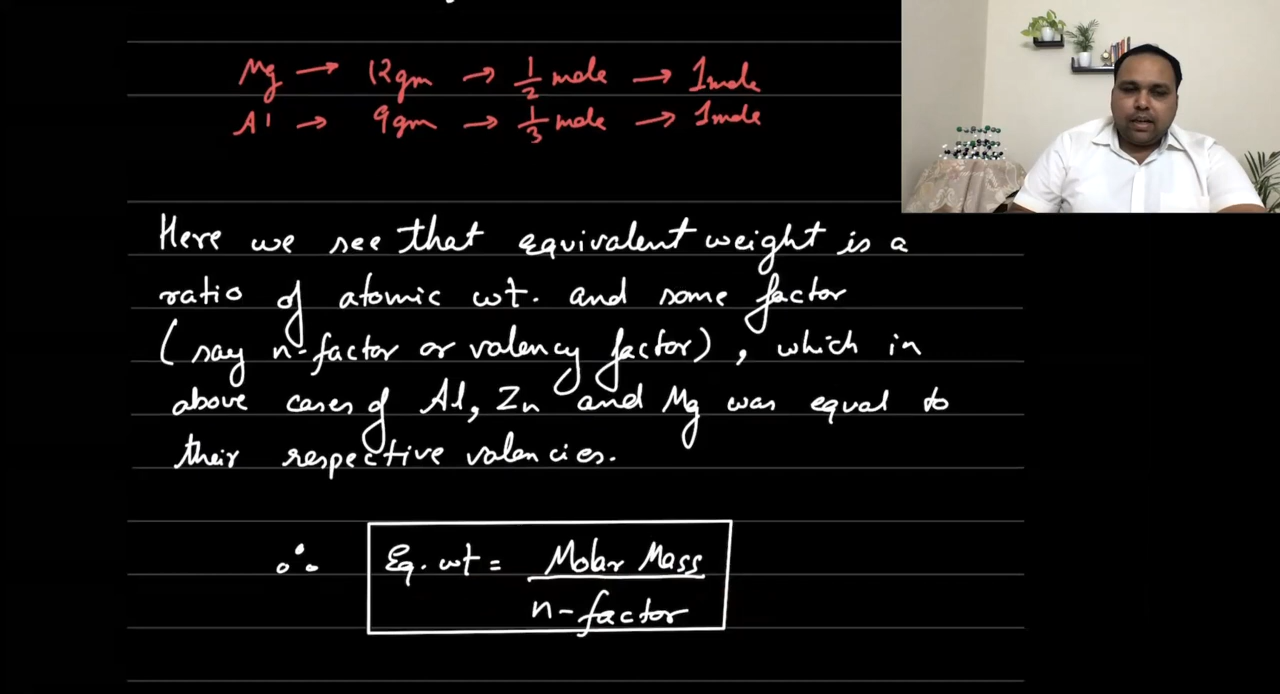 Mg → 12gm → 1/2 mole → 1mole
Al → 9gm → 1/3 mole → 1mole
Here we see that equivalent weight is a
ratio of atomic wt. and some factor
(say n-factor or valency factor), which in
above cases of Al, Zn and Mg was equal to
their respective valencies.
∴ Eq. wt = Molar Mass
n-factor